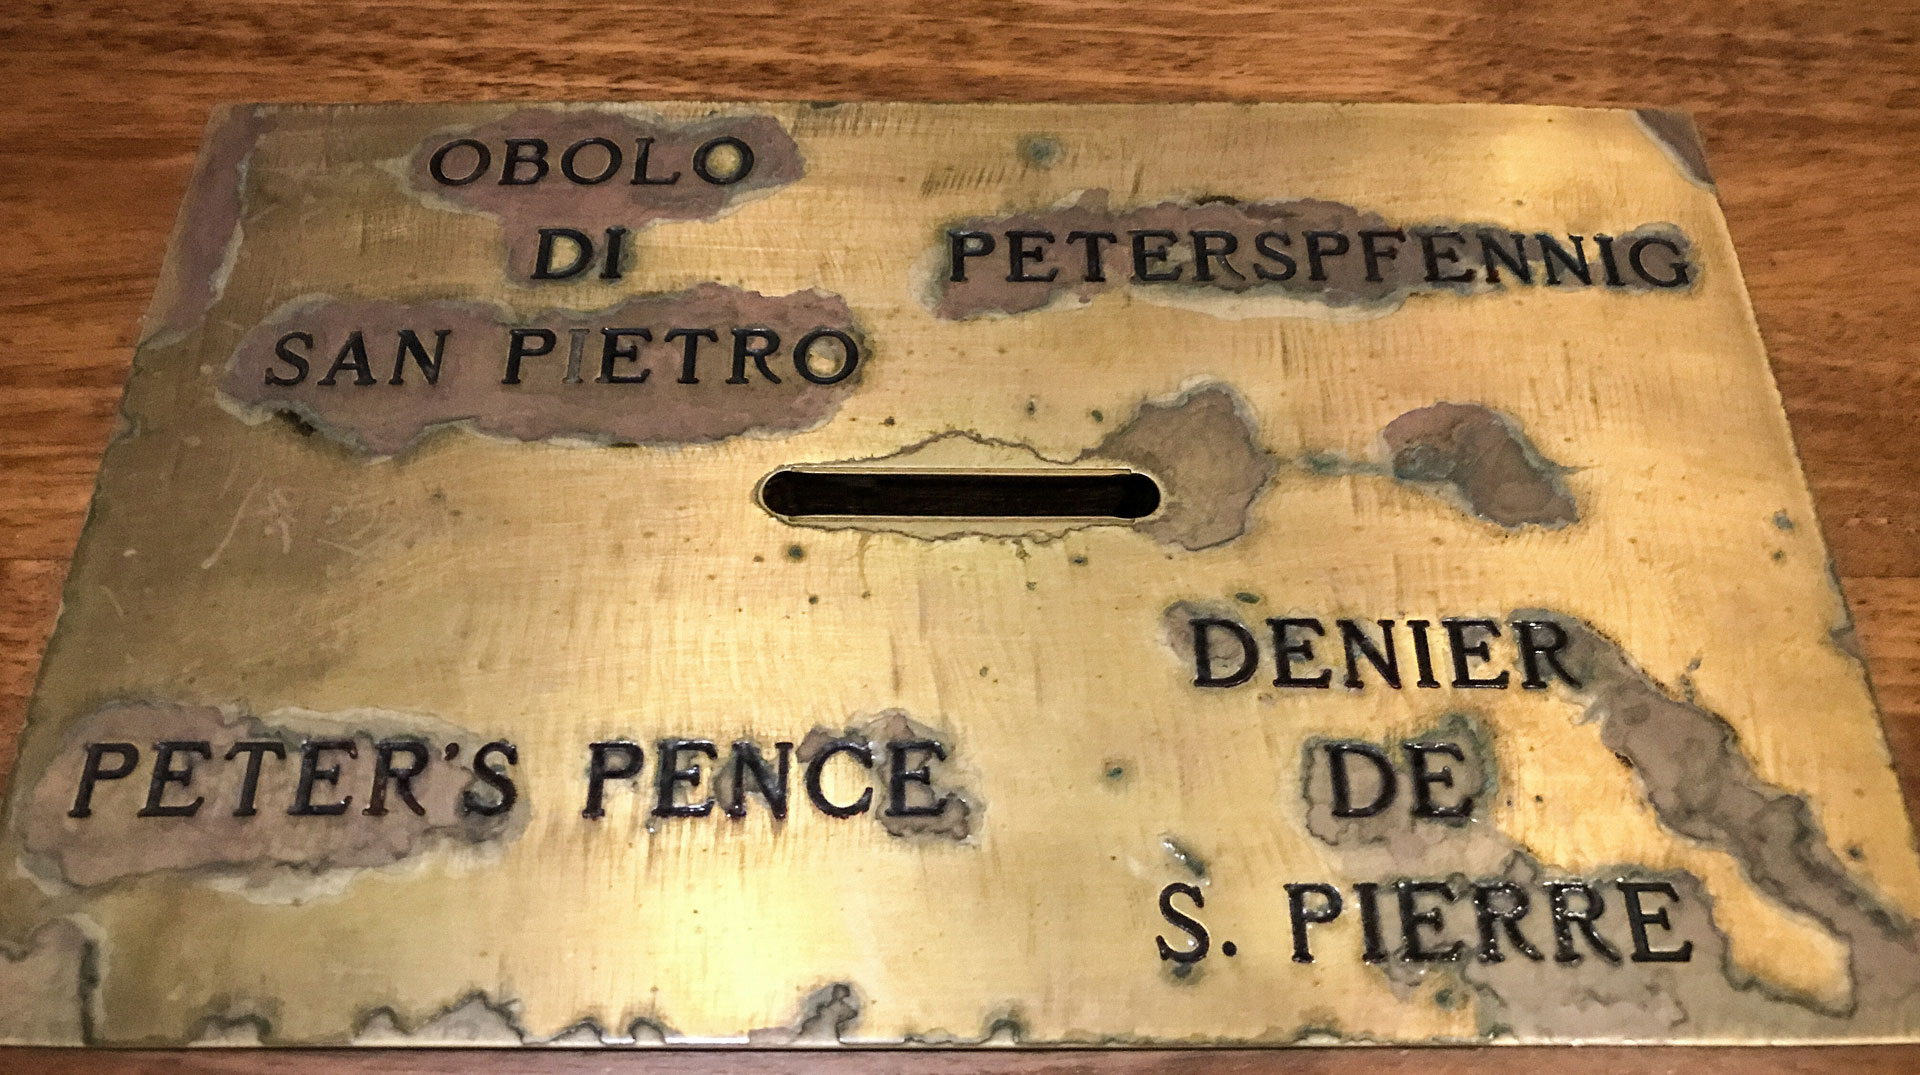 OBOLO
DI
SAN PIETRO
PETERSPFENNIG
PETER'S PENCE
DENIER
DE
S. PIERRE